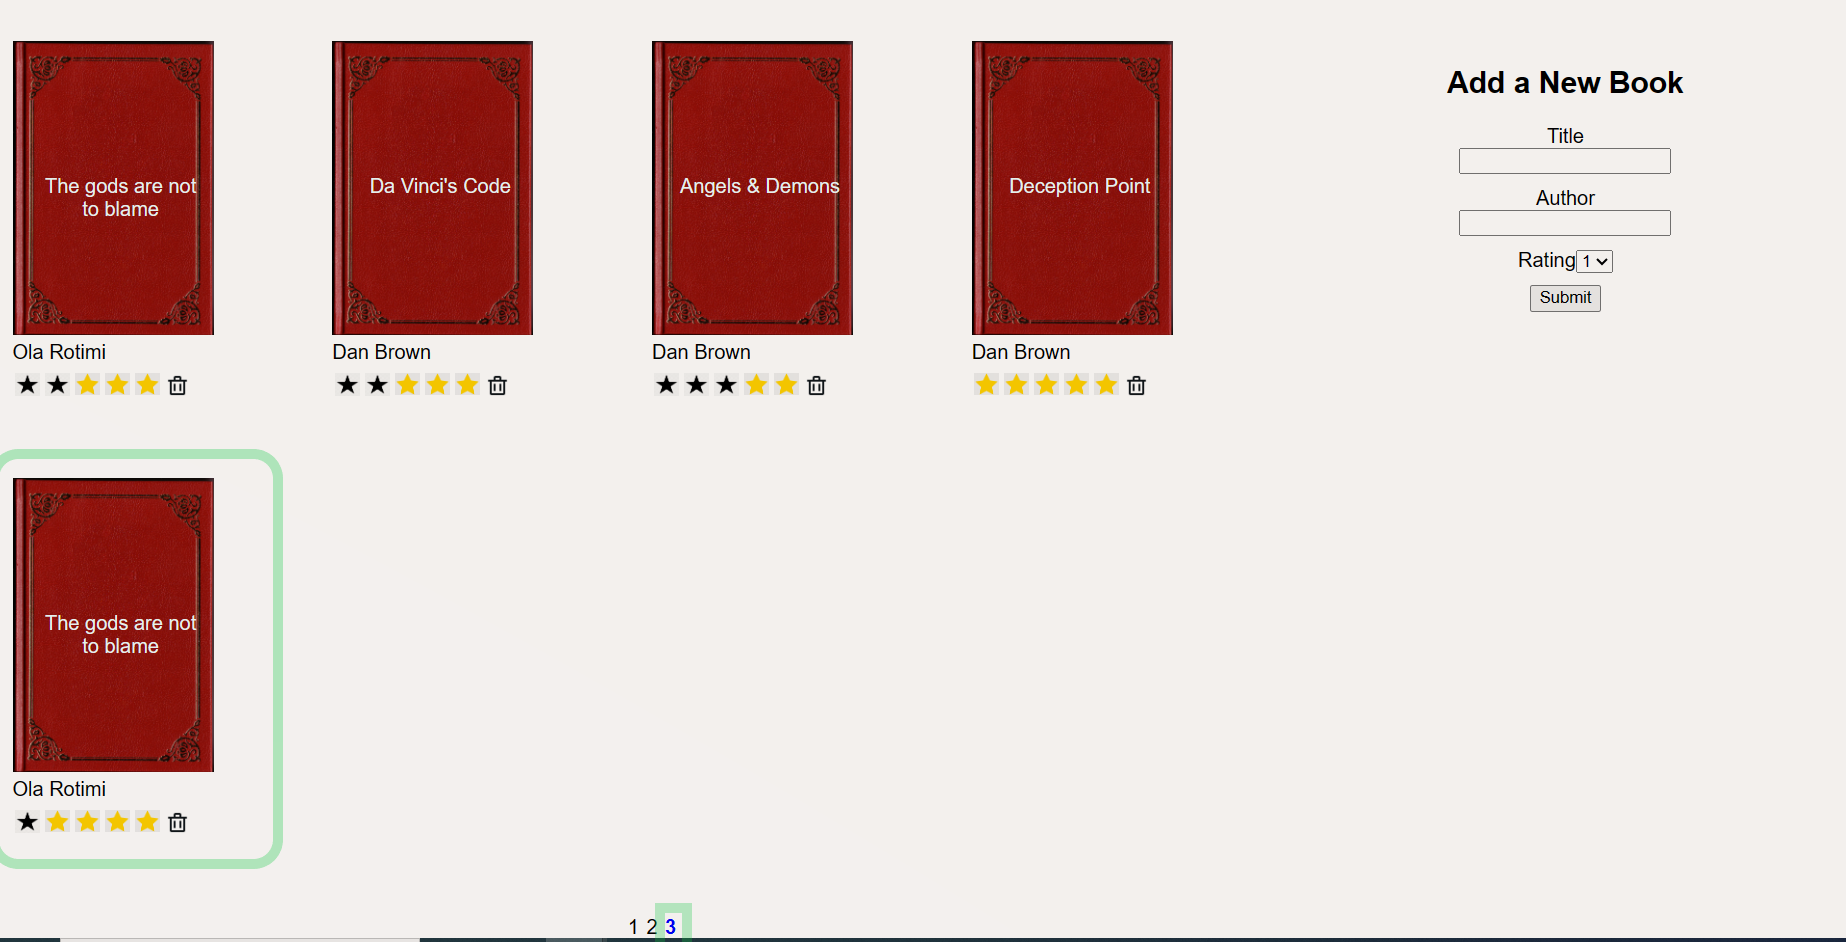 The gods are not
to blame
Ola Rotimi
Da Vinci's Code
Dan Brown
Angels & Demons
Dan Brown
Deception Point
Dan Brown
The gods are not
to blame
Ola Rotimi
1 2 3
Add a New Book
Title
Author
Rating 1
Submit